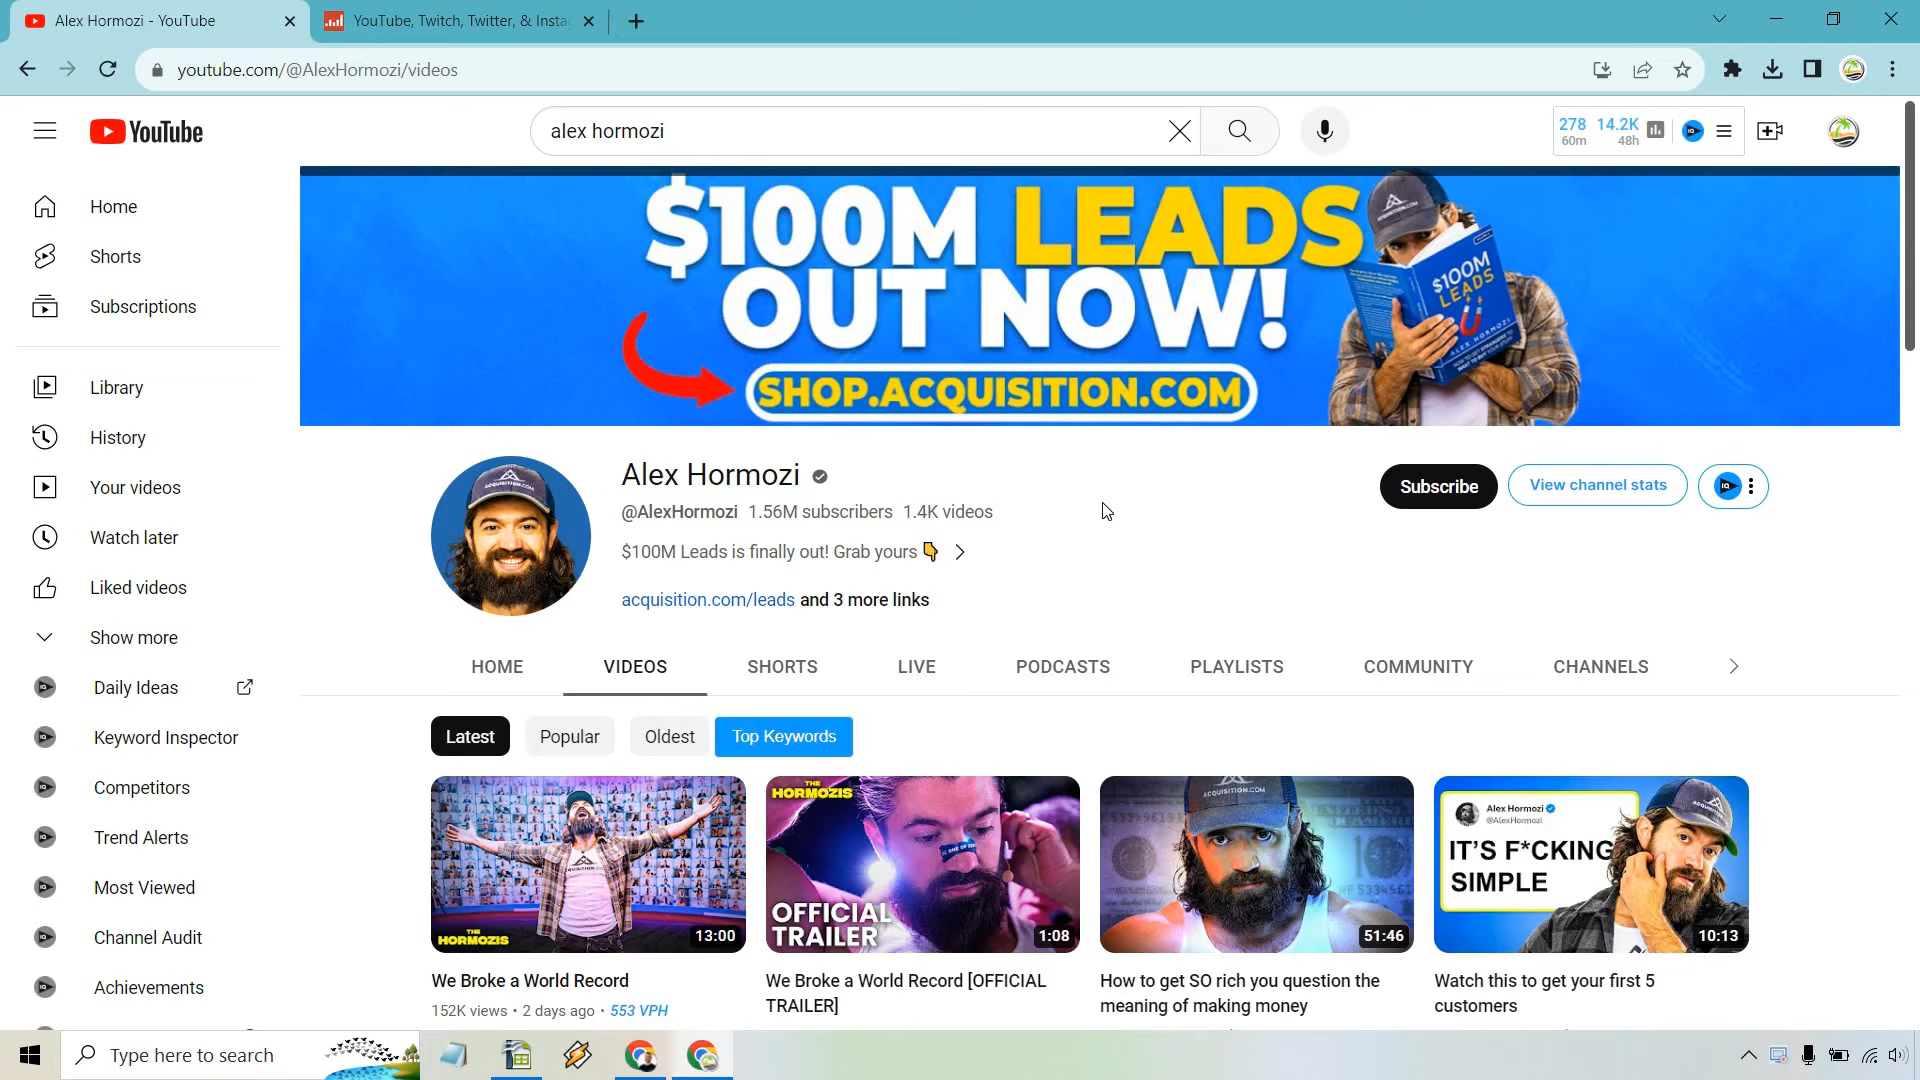 Alex Hormozi - YouTube
YouTube, Twitch, Twitter, & Insta
youtube.com/@AlexHormozi/videos
YouTube
alex hormozi
278 14.2K
60m 48h
Home
Shorts
Subscriptions
Library
History
Your videos
Watch later
Liked videos
Show more
Daily Ideas
Keyword Inspector
Competitors
Trend Alerts
Most Viewed
Channel Audit
Achievements
$100M LEADS
OUT NOW!
SHOP.ACQUISITION.COM
$100M
LEADS
ALEX HORMOZI
ACQUISITION.COM
Alex Hormozi
@AlexHormozi 1.56M subscribers 1.4K videos
$100M Leads is finally out! Grab yours
acquisition.com/leads and 3 more links
Subscribe
View channel stats
HOME VIDEOS SHORTS LIVE PODCASTS PLAYLISTS COMMUNITY CHANNELS
Latest Popular Oldest Top Keywords
THE
HORMOZIS
13:00
THE
HORMOZIS
OFFICIAL
TRAILER
1:08
ACQUISITION.COM
51:46
Alex Hormozi
@AlexHormozi
IT'S F*CKING
SIMPLE
10:13
We Broke a World Record
152K views • 2 days ago • 553 VPH
We Broke a World Record [OFFICIAL
TRAILER]
How to get SO rich you question the
meaning of making money
Watch this to get your first 5
customers
Type here to search